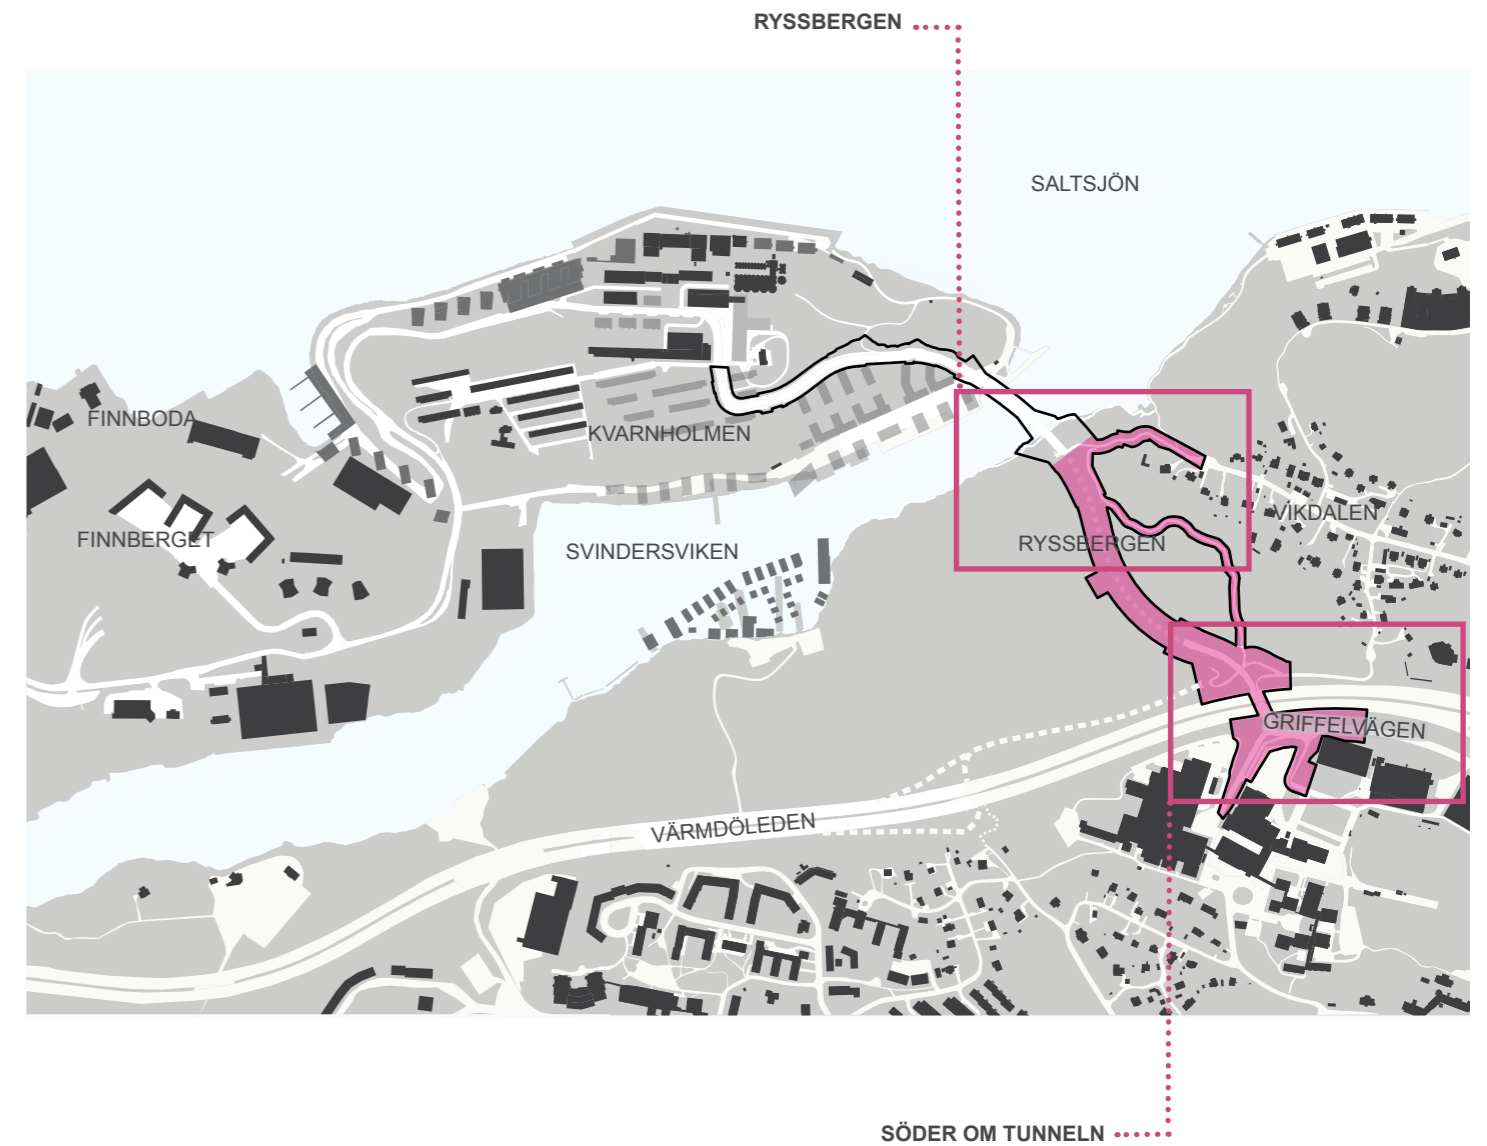 RYSSBERGEN
SALTSJÖN
FINNBODA
KVARNHOLMEN
VIKDALEN
FINNBERGET
SVINDERSVIKEN
RYSSBERGEN
GRIFFELVÄGEN
VÄRMDÖLEDEN
SÖDER OM TUNNELN